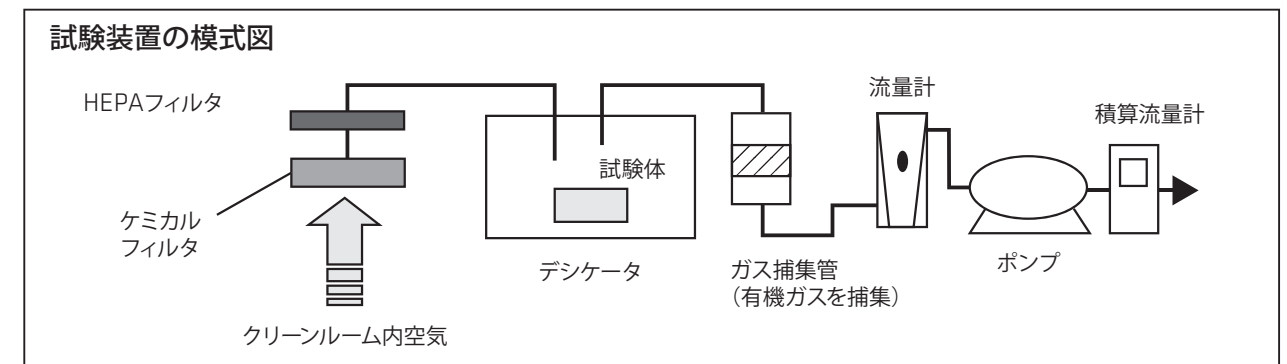 試験装置の模式図
HEPAフィルタ
ケミカル
フィルタ
クリーンルーム内空気
試験体
デシケータ
ガス捕集管
（有機ガスを捕集）
流量計
ポンプ
積算流量計